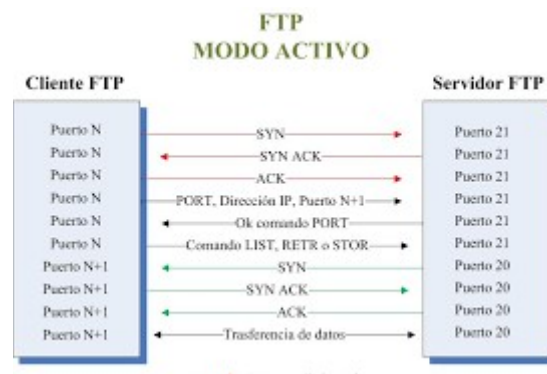 FTP
MODO ACTIVO
Cliente FTP Servidor FTP
Puerto N SYN Puerto 21
Puerto N SYN ACK Puerto 21
Puerto N ACK Puerto 21
Puerto N PORT, Dirección IP, Puerto N+1 Puerto 21
Puerto N Ok comando PORT Puerto 21
Puerto N Comando LIST, RETR o STOR Puerto 21
Puerto N+1 SYN Puerto 20
Puerto N+1 SYN ACK Puerto 20
Puerto N+1 ACK Puerto 20
Puerto N+1 Trasferencia de datos Puerto 20